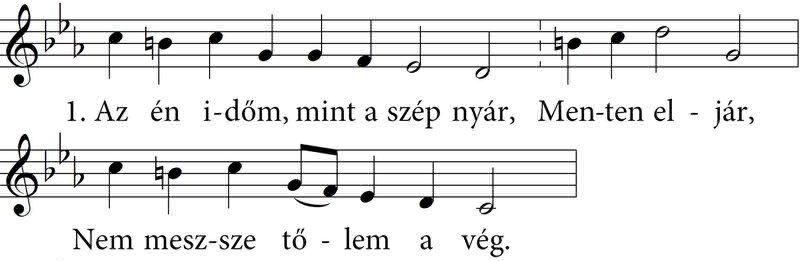 1. Az én i-dőm, mint a szép nyár, Men-ten el - jár,
Nem mesz-sze tő - lem a vég.